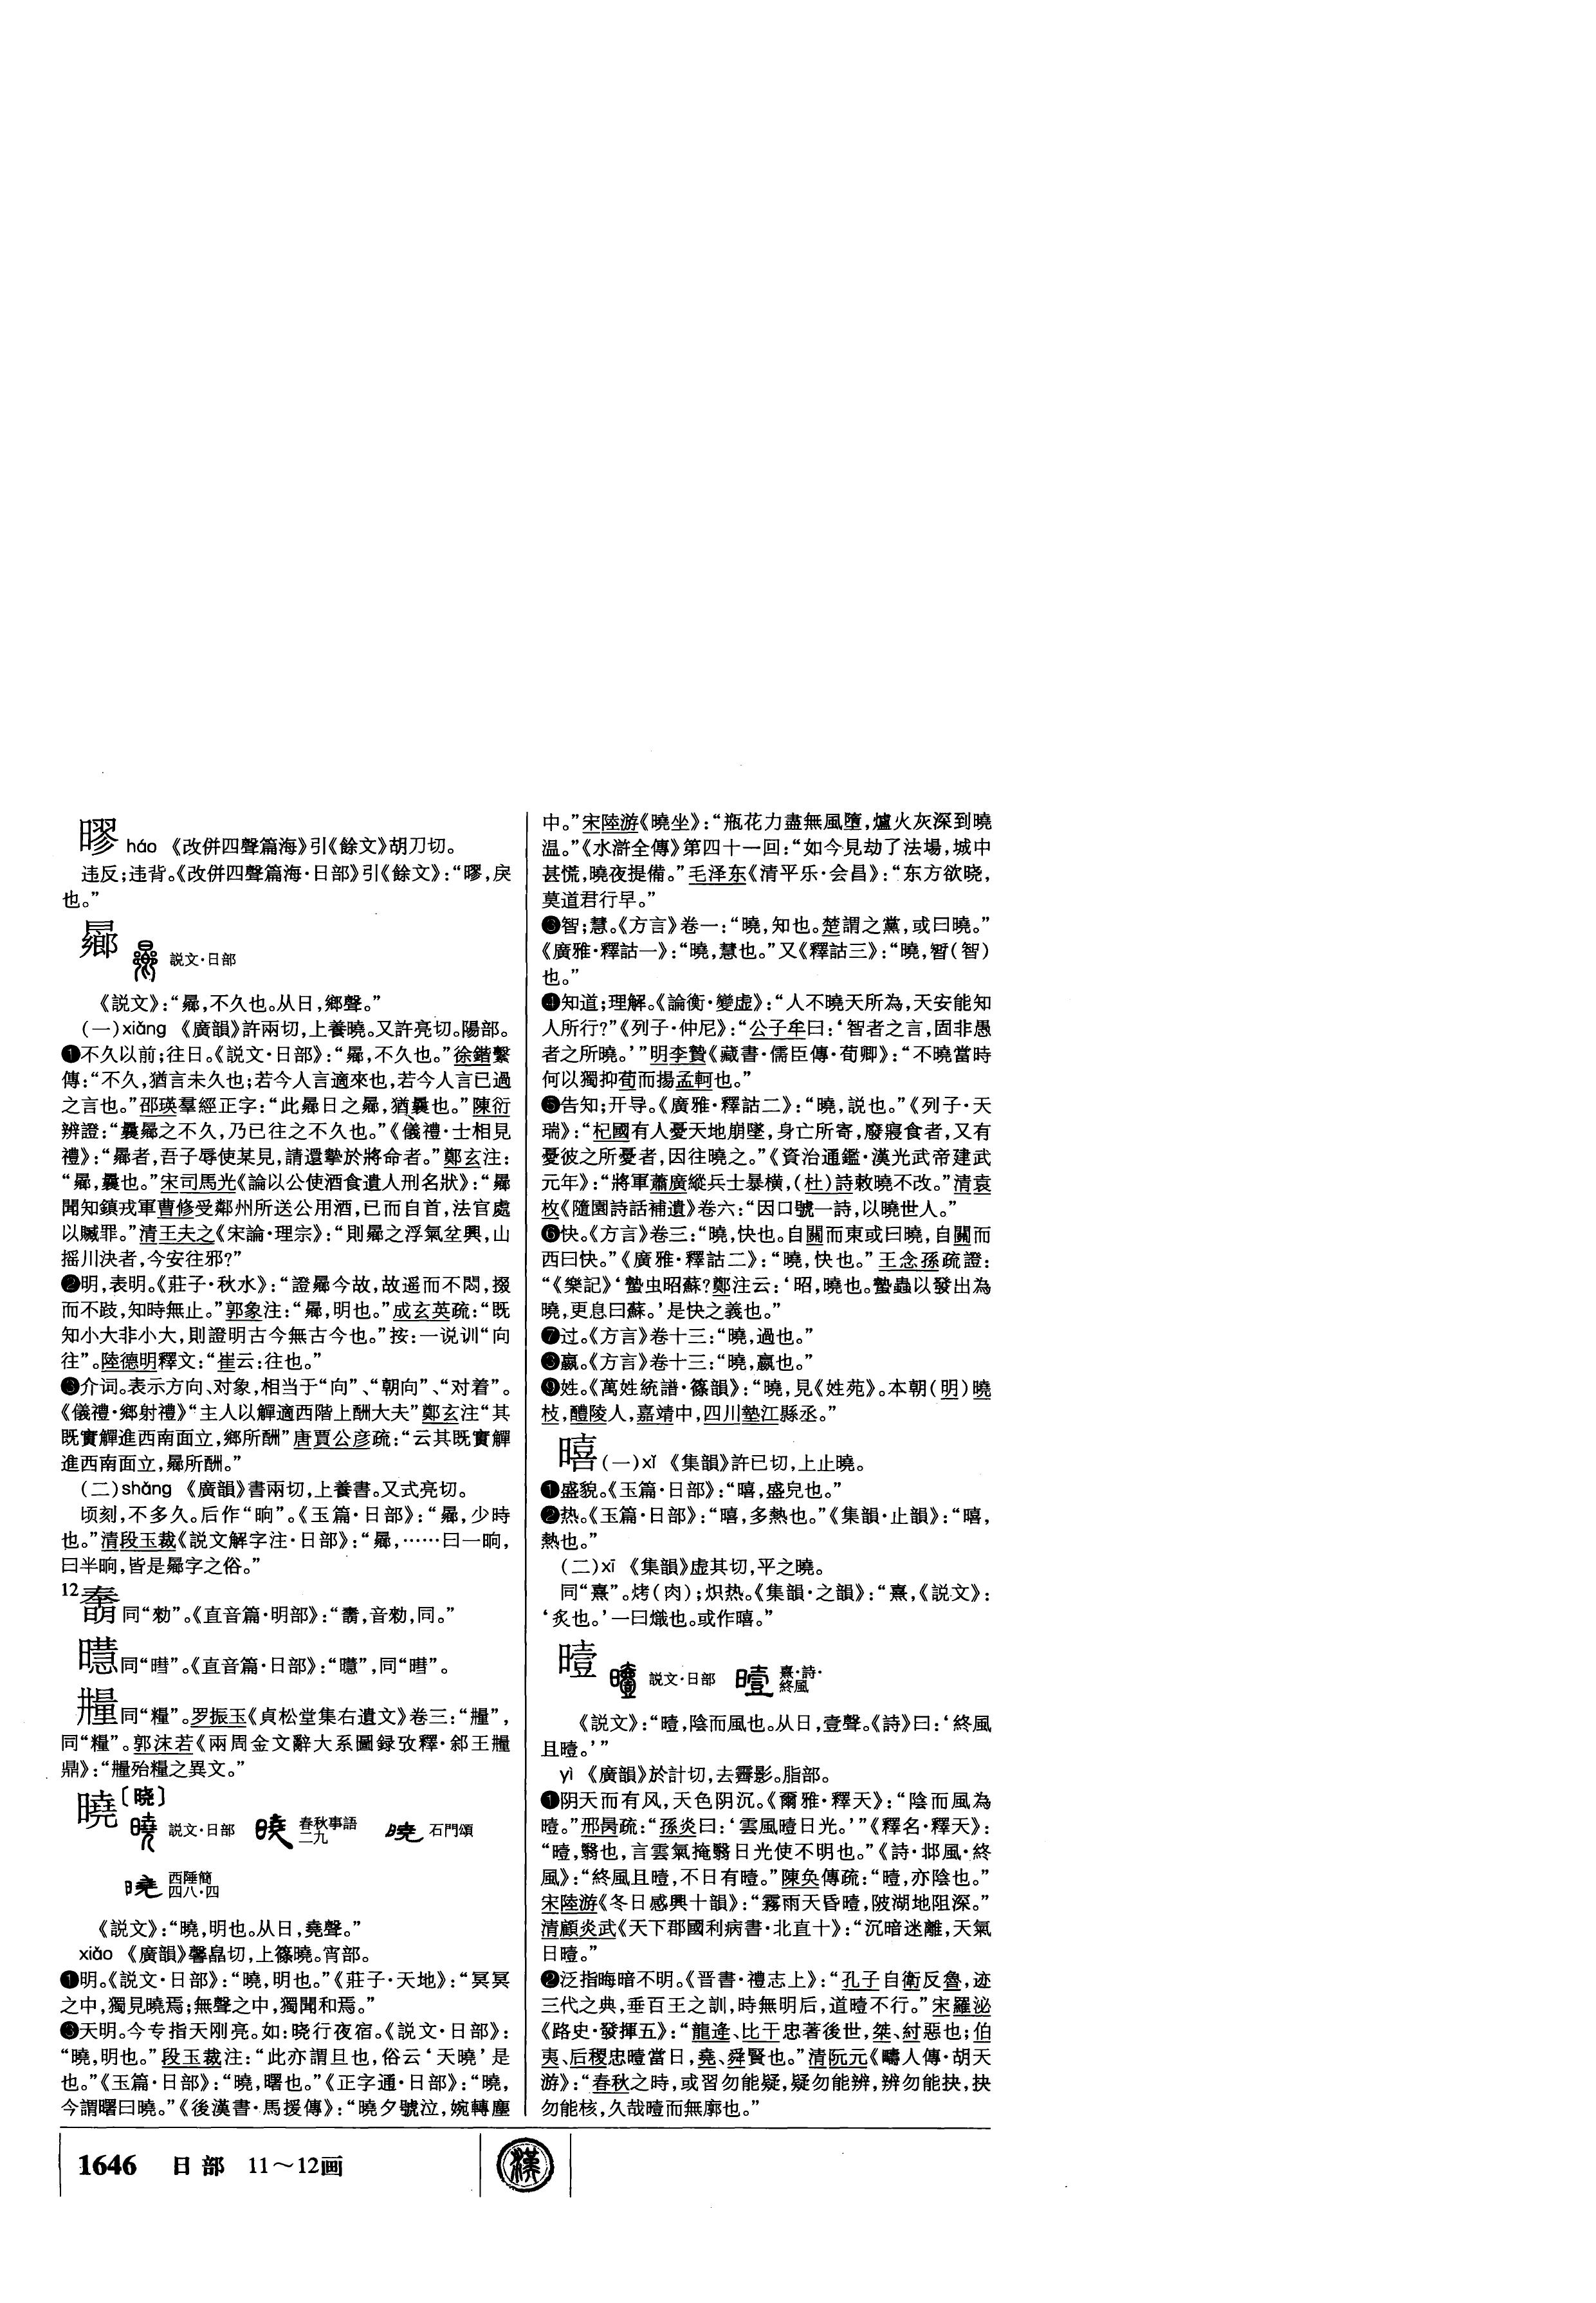 曑 háo 《改併四聲篇海》引《餘文》胡刀切。
违反;违背。《改併四聲篇海·日部》引《餘文》:“㬔,戾
也。”
曏 説文·日部
《説文》:“曏,不久也。从日,鄉聲。”
(一)xiǎng 《廣韻》許兩切,上養曉。又許亮切。陽部。
❶不久以前;往日。《説文·日部》:“曏,不久也。”徐鍇繫
傳:“不久,猶言未久也;若今人言適來也,若今人言已過
之言也。”邵瑛羣經正字:“此曏日之曏,猶曩也。”陳衍
辨證:“曩曏之不久,乃已往之不久也。”《儀禮·士相見
禮》:“曏者,吾子辱使某見,請還摯於將命者。”鄭玄注:
“曏,曩也。”宋司馬光《論以公使酒食遺人刑名狀》:“曏
聞知鎮戎軍曹修受鄰州所送公用酒,已而自首,法官處
以贓罪。”清王夫之《宋論·理宗》:“則曏之浮氣坌興,山
摇川決者,今安往邪?”
❷明,表明。《莊子·秋水》:“證曏今故,故遥而不悶,掇
而不跂,知時無止。”郭象注:“曏,明也。”成玄英疏:“既
知小大非小大,則證明古今無古今也。”按:一说训“向
往”。陸德明釋文:“崔云:往也。”
❸介词。表示方向、对象,相当于“向”、“朝向”、“对着”。
《儀禮·鄉射禮》“主人以觶適西階上酬大夫”鄭玄注“其
既實觶進西南面立,鄉所酬”唐賈公彦疏:“云其既實觶
進西南面立,曏所酬。”
(二)shǎng 《廣韻》書兩切,上養書。又式亮切。
顷刻,不多久。后作“晌”。《玉篇·日部》:“曏,少時
也。”清段玉裁《説文解字注·日部》:“曏,……曰一晌,
曰半晌,皆是曏字之俗。”
12
同“勑”。《直音篇·明部》:“ ,音勑,同。”
同“暳”。《直音篇·日部》:“ ”,同“暳”。
同“糧”。罗振玉《貞松堂集右遺文》卷三:“ ”,
同“糧”。郭沫若《兩周金文辭大系圖録攷釋·䣄王
鼎》:“ 殆糧之異文。”
曉〔晓〕
説文·日部 春秋事語二九 石門頌
西陲簡四八·四
《説文》:“曉,明也。从日,堯聲。”
xiǎo 《廣韻》馨皛切,上篠曉。宵部。
❶明。《説文·日部》:“曉,明也。”《莊子·天地》:“冥冥
之中,獨見曉焉;無聲之中,獨聞和焉。”
❷天明。今专指天刚亮。如:晓行夜宿。《説文·日部》:
“曉,明也。”段玉裁注:“此亦謂旦也,俗云‘天曉’是
也。”《玉篇·日部》:“曉,曙也。”《正字通·日部》:“曉,
今謂曙曰曉。”《後漢書·馬援傳》:“曉夕號泣,婉轉塵
中。”宋陸游《曉坐》:“瓶花力盡無風墮,爐火灰深到曉
温。”《水滸全傳》第四十一回:“如今見劫了法場,城中
甚慌,曉夜提備。”毛泽东《清平乐·会昌》:“东方欲晓,
莫道君行早。”
❸智;慧。《方言》卷一:“曉,知也。楚謂之黨,或曰曉。”
《廣雅·釋詁一》:“曉,慧也。”又《釋詁三》:“曉,𣉻(智)
也。”
❹知道;理解。《論衡·變虚》:“人不曉天所為,天安能知
人所行?”《列子·仲尼》:“公子牟曰:‘智者之言,固非愚
者之所曉。’”明李贄《藏書·儒臣傳·荀卿》:“不曉當時
何以獨抑荀而揚孟軻也。”
❺告知;开导。《廣雅·釋詁二》:“曉,説也。”《列子·天
瑞》:“杞國有人憂天地崩墜,身亡所寄,廢寢食者,又有
憂彼之所憂者,因往曉之。”《資治通鑑·漢光武帝建武
元年》:“將軍蕭廣縱兵士暴横,(杜)詩敕曉不改。”清袁
枚《隨園詩話補遺》卷六:“因口號一詩,以曉世人。”
❻快。《方言》卷三:“曉,快也。自關而東或曰曉,自關而
西曰快。”《廣雅·釋詁二》:“曉,快也。”王念孫疏證:
“《樂記》‘蟄虫昭蘇?鄭注云:‘昭,曉也。蟄蟲以發出為
曉,更息曰蘇。’是快之義也。”
❼过。《方言》卷十三:“曉,過也。”
❽嬴。《方言》卷十三:“曉,嬴也。”
❾姓。《萬姓統譜·篠韻》:“曉,見《姓苑》。本朝(明)曉
枝,醴陵人,嘉靖中,四川墊江縣丞。”
暿(一)xǐ 《集韻》許已切,上止曉。
❶盛貌。《玉篇·日部》:“暿,盛皃也。”
❷热。《玉篇·日部》:“暿,多熱也。”《集韻·止韻》:“暿,
熱也。”
(二)xī 《集韻》虚其切,平之曉。
同“熹”。烤(肉);炽热。《集韻·之韻》:“熹,《説文》:
‘炙也。’一曰熾也。或作暿。”
曀 説文·日部 熹·詩·終風
《説文》:“曀,陰而風也。从日,壹聲。《詩》曰:‘終風
且曀。’”
yì 《廣韻》於計切,去霽影。脂部。
❶阴天而有风,天色阴沉。《爾雅·釋天》:“陰而風為
曀。”邢昺疏:“孫炎曰:‘雲風曀日光。’”《釋名·釋天》:
“曀,翳也,言雲氣掩翳日光使不明也。”《詩·邶風·終
風》:“終風且曀,不日有曀。”陳奂傳疏:“曀,亦陰也。”
宋陸游《冬日感興十韻》:“霧雨天昏曀,陂湖地阻深。”
清顧炎武《天下郡國利病書·北直十》:“沉暗迷離,天氣
日曀。”
❷泛指晦暗不明。《晋書·禮志上》:“孔子自衛反魯,迹
三代之典,垂百王之訓,時無明后,道曀不行。”宋羅泌
《路史·發揮五》:“龍逄、比干忠著後世,桀、紂惡也;伯
夷、后稷忠曀當日,堯、舜賢也。”清阮元《疇人傳·胡天
游》:“春秋之時,或習勿能疑,疑勿能辨,辨勿能抉,抉
勿能核,久哉曀而無廓也。”
1646 日部 11～12画
漢